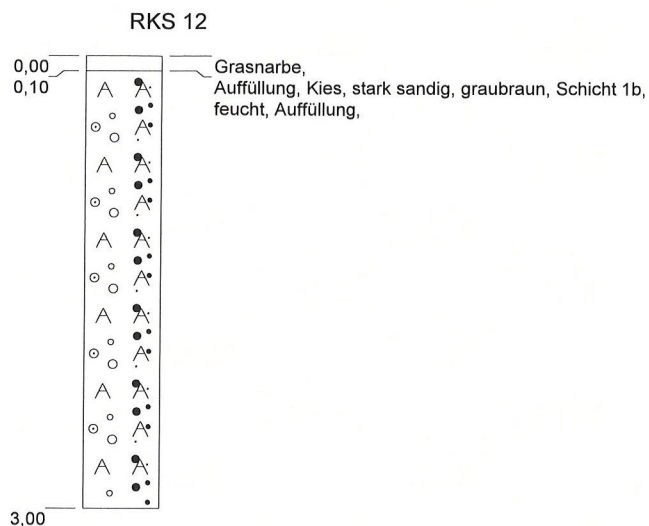 RKS 12
0,00
Grasnarbe,
0,10
Auffüllung, Kies, stark sandig, graubraun, Schicht 1b,
feucht, Auffüllung,
3,00